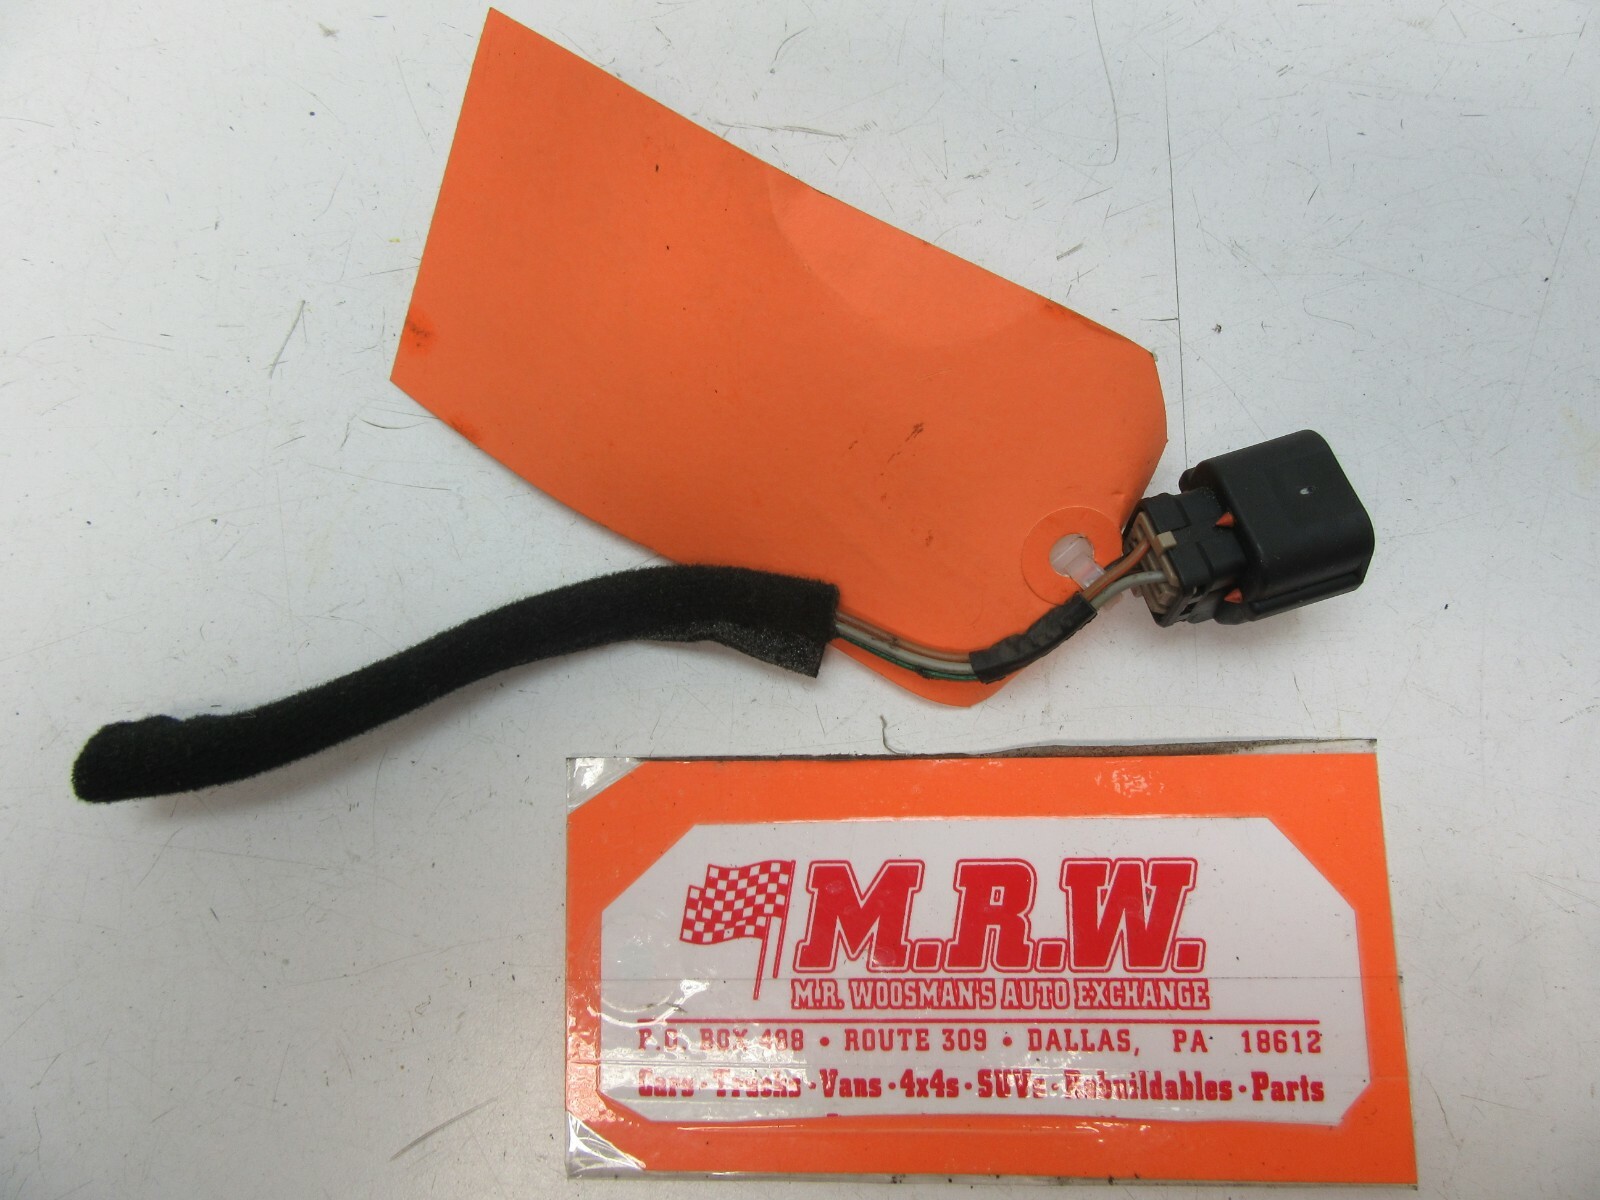 M.R.W.
M.R. WOOSMAN'S AUTO EXCHANGE
P.O. BOX 488 • ROUTE 309 • DALLAS, PA 18612
Cars · Trucks · Vans · 4x4s · SUVs · Rebuildables · Parts